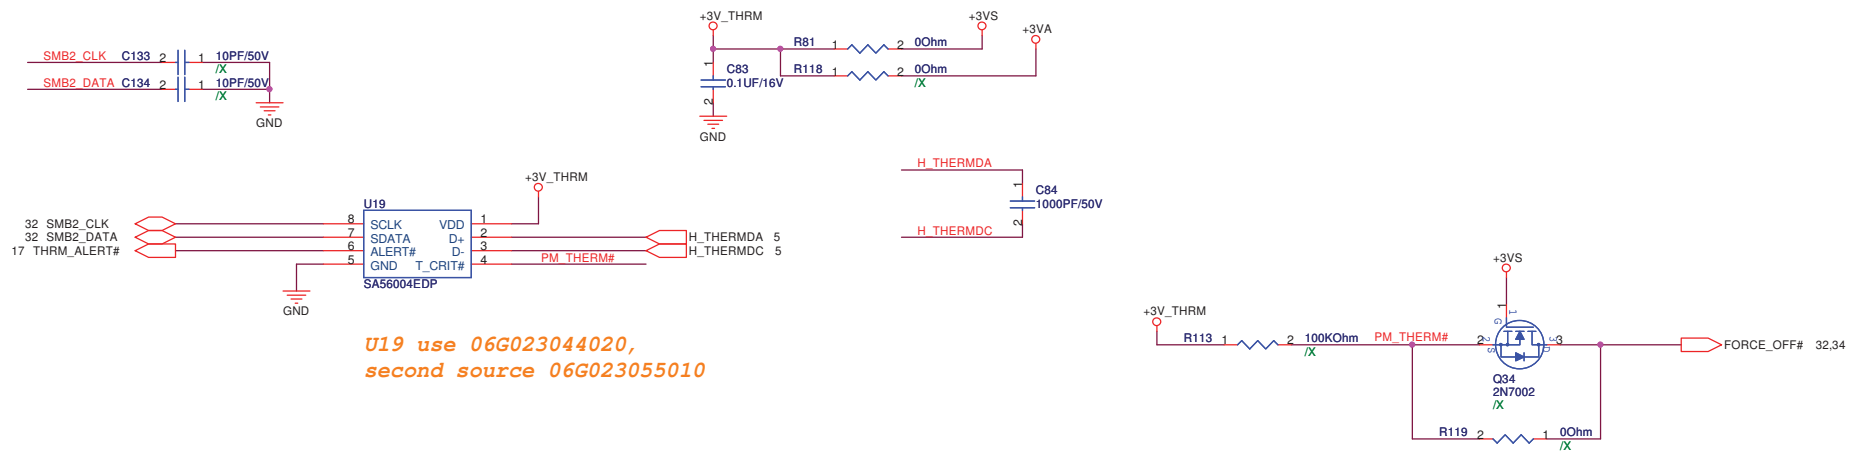 SMB2_CLK C133 2 1 10PF/50V
/X
SMB2_DATA C134 2 1 10PF/50V
/X
GND
+3V_THRM
+3VS
+3VA
R81 1 2 0Ohm
R118 1 2 0Ohm
/X
1
C83
0.1UF/16V
2
GND
H_THERMDA
1
C84
1000PF/50V
2
H_THERMDC
+3V_THRM
U19
32 SMB2_CLK 8 SCLK VDD 1
32 SMB2_DATA 7 SDATA D+ 2 H_THERMDA 5
17 THRM_ALERT# 6 ALERT# D- 3 H_THERMDC 5
5 GND T_CRIT# 4 PM_THERM#
SA56004EDP
GND
U19 use 06G023044020,
second source 06G023055010
+3VS
1
1
G
+3V_THRM
R113 1 2 100KOhm PM_THERM# 2 2 S 3 D 3 FORCE_OFF# 32,34
/X
Q34
2N7002
/X
R119 2 1 0Ohm
/X